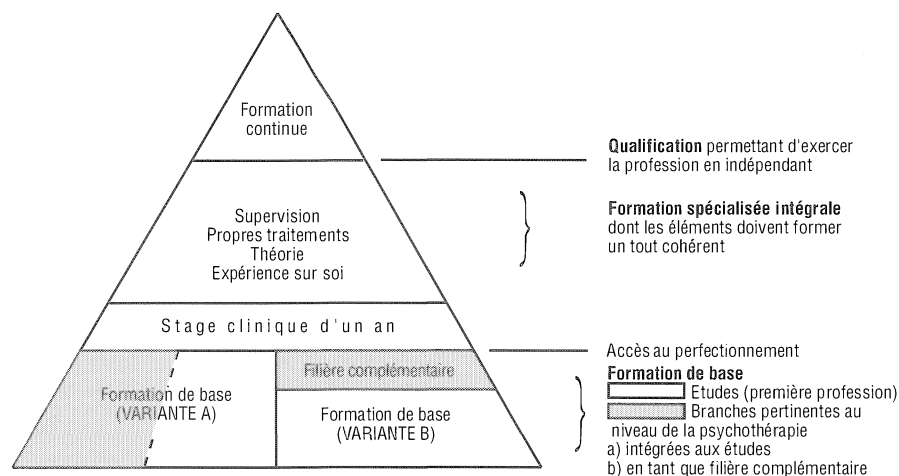 Formation
continue
Qualification permettant d'exercer
la profession en indépendant
Supervision
Propres traitements
Théorie
Expérience sur soi
Formation spécialisée intégrale
dont les éléments doivent former
un tout cohérent
Stage clinique d'un an
Accès au perfectionnement
Filière complémentaire
Formation de base
(VARIANTE A)
Formation de base
(VARIANTE B)
Formation de base
Etudes (première profession)
Branches pertinentes au
niveau de la psychothérapie
a) intégrées aux études
b) en tant que filière complémentaire